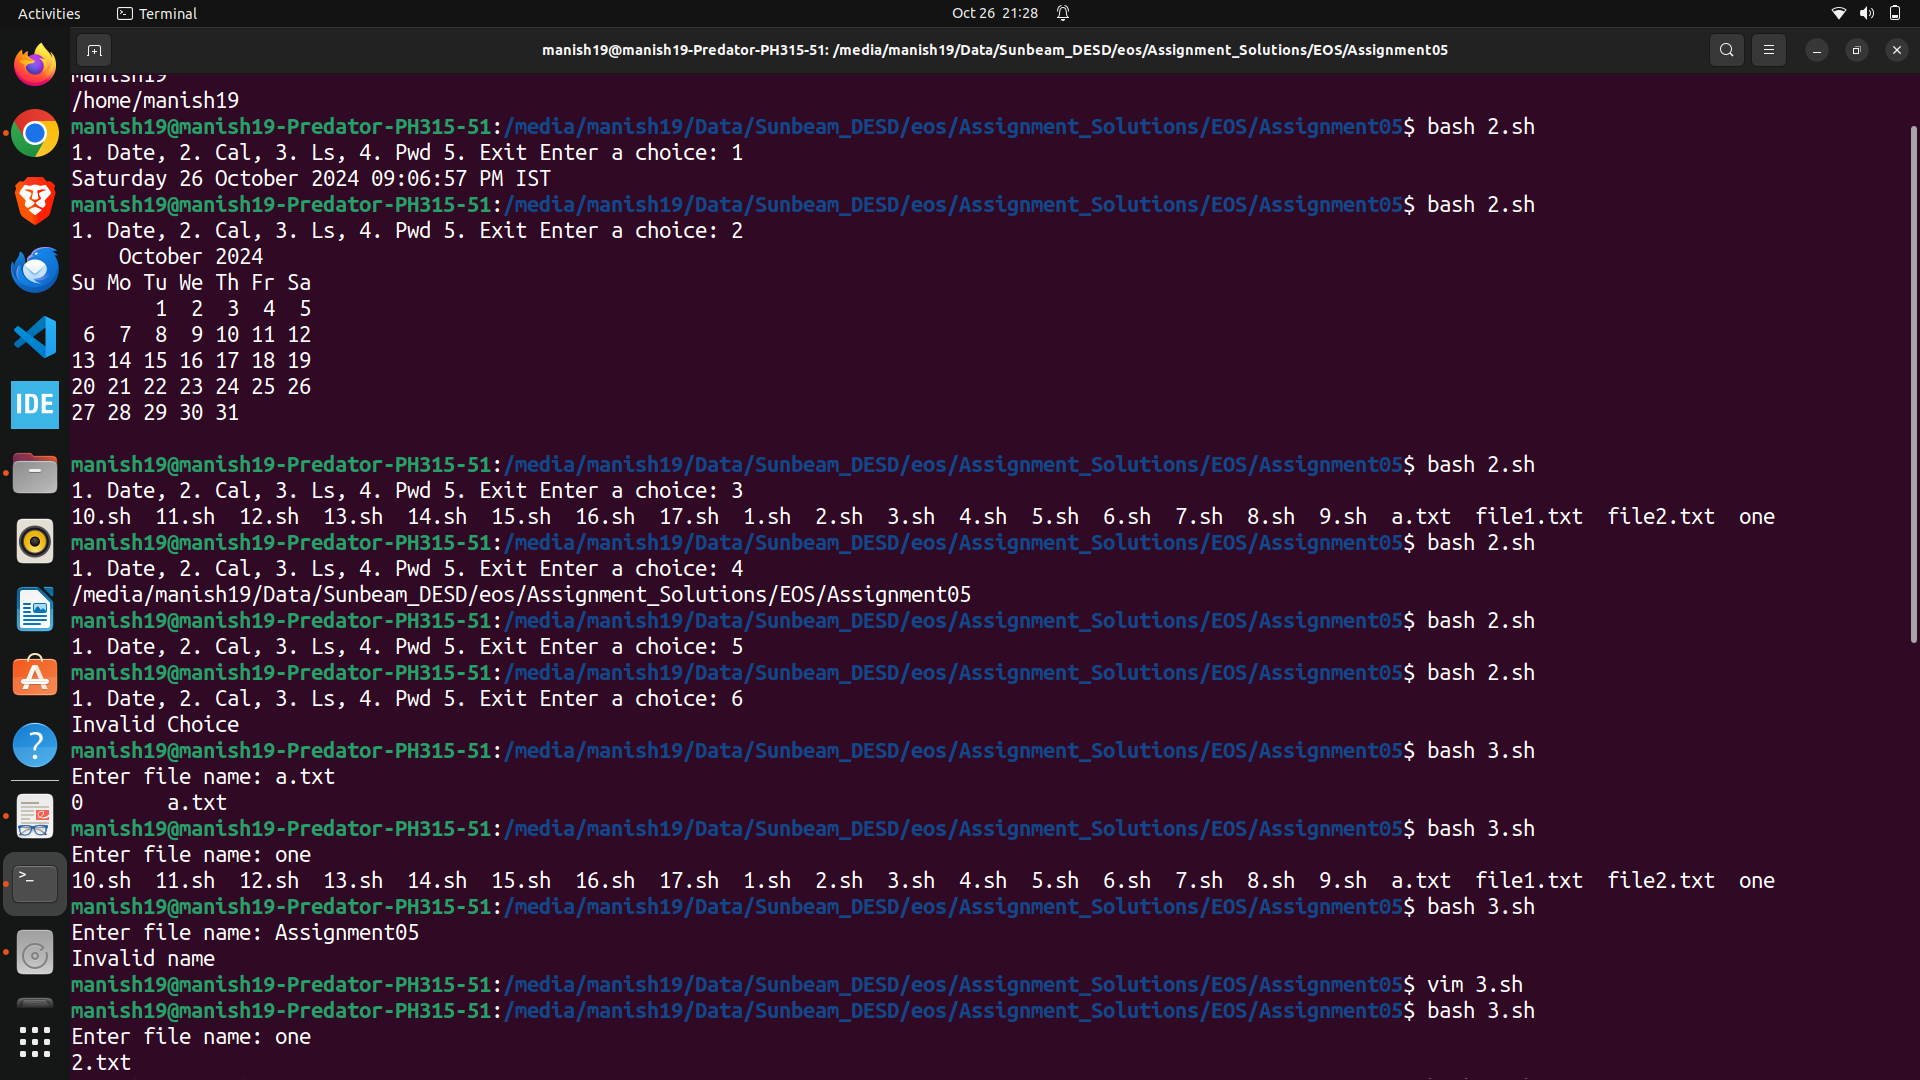 Activities
Terminal
Oct 26 21:28
manish19@manish19-Predator-PH315-51: /media/manish19/Data/Sunbeam_DESD/eos/Assignment_Solutions/EOS/Assignment05
manish19
/home/manish19
manish19@manish19-Predator-PH315-51:/media/manish19/Data/Sunbeam_DESD/eos/Assignment_Solutions/EOS/Assignment05$ bash 2.sh
1. Date, 2. Cal, 3. Ls, 4. Pwd 5. Exit Enter a choice: 1
Saturday 26 October 2024 09:06:57 PM IST
manish19@manish19-Predator-PH315-51:/media/manish19/Data/Sunbeam_DESD/eos/Assignment_Solutions/EOS/Assignment05$ bash 2.sh
1. Date, 2. Cal, 3. Ls, 4. Pwd 5. Exit Enter a choice: 2
    October 2024
Su Mo Tu We Th Fr Sa
       1  2  3  4  5
 6  7  8  9 10 11 12
13 14 15 16 17 18 19
20 21 22 23 24 25 26
27 28 29 30 31
manish19@manish19-Predator-PH315-51:/media/manish19/Data/Sunbeam_DESD/eos/Assignment_Solutions/EOS/Assignment05$ bash 2.sh
1. Date, 2. Cal, 3. Ls, 4. Pwd 5. Exit Enter a choice: 3
10.sh  11.sh  12.sh  13.sh  14.sh  15.sh  16.sh  17.sh  1.sh  2.sh  3.sh  4.sh  5.sh  6.sh  7.sh  8.sh  9.sh  a.txt  file1.txt  file2.txt  one
manish19@manish19-Predator-PH315-51:/media/manish19/Data/Sunbeam_DESD/eos/Assignment_Solutions/EOS/Assignment05$ bash 2.sh
1. Date, 2. Cal, 3. Ls, 4. Pwd 5. Exit Enter a choice: 4
/media/manish19/Data/Sunbeam_DESD/eos/Assignment_Solutions/EOS/Assignment05
manish19@manish19-Predator-PH315-51:/media/manish19/Data/Sunbeam_DESD/eos/Assignment_Solutions/EOS/Assignment05$ bash 2.sh
1. Date, 2. Cal, 3. Ls, 4. Pwd 5. Exit Enter a choice: 5
manish19@manish19-Predator-PH315-51:/media/manish19/Data/Sunbeam_DESD/eos/Assignment_Solutions/EOS/Assignment05$ bash 2.sh
1. Date, 2. Cal, 3. Ls, 4. Pwd 5. Exit Enter a choice: 6
Invalid Choice
manish19@manish19-Predator-PH315-51:/media/manish19/Data/Sunbeam_DESD/eos/Assignment_Solutions/EOS/Assignment05$ bash 3.sh
Enter file name: a.txt
0       a.txt
manish19@manish19-Predator-PH315-51:/media/manish19/Data/Sunbeam_DESD/eos/Assignment_Solutions/EOS/Assignment05$ bash 3.sh
Enter file name: one
10.sh  11.sh  12.sh  13.sh  14.sh  15.sh  16.sh  17.sh  1.sh  2.sh  3.sh  4.sh  5.sh  6.sh  7.sh  8.sh  9.sh  a.txt  file1.txt  file2.txt  one
manish19@manish19-Predator-PH315-51:/media/manish19/Data/Sunbeam_DESD/eos/Assignment_Solutions/EOS/Assignment05$ bash 3.sh
Enter file name: Assignment05
Invalid name
manish19@manish19-Predator-PH315-51:/media/manish19/Data/Sunbeam_DESD/eos/Assignment_Solutions/EOS/Assignment05$ vim 3.sh
manish19@manish19-Predator-PH315-51:/media/manish19/Data/Sunbeam_DESD/eos/Assignment_Solutions/EOS/Assignment05$ bash 3.sh
Enter file name: one
2.txt
IDE